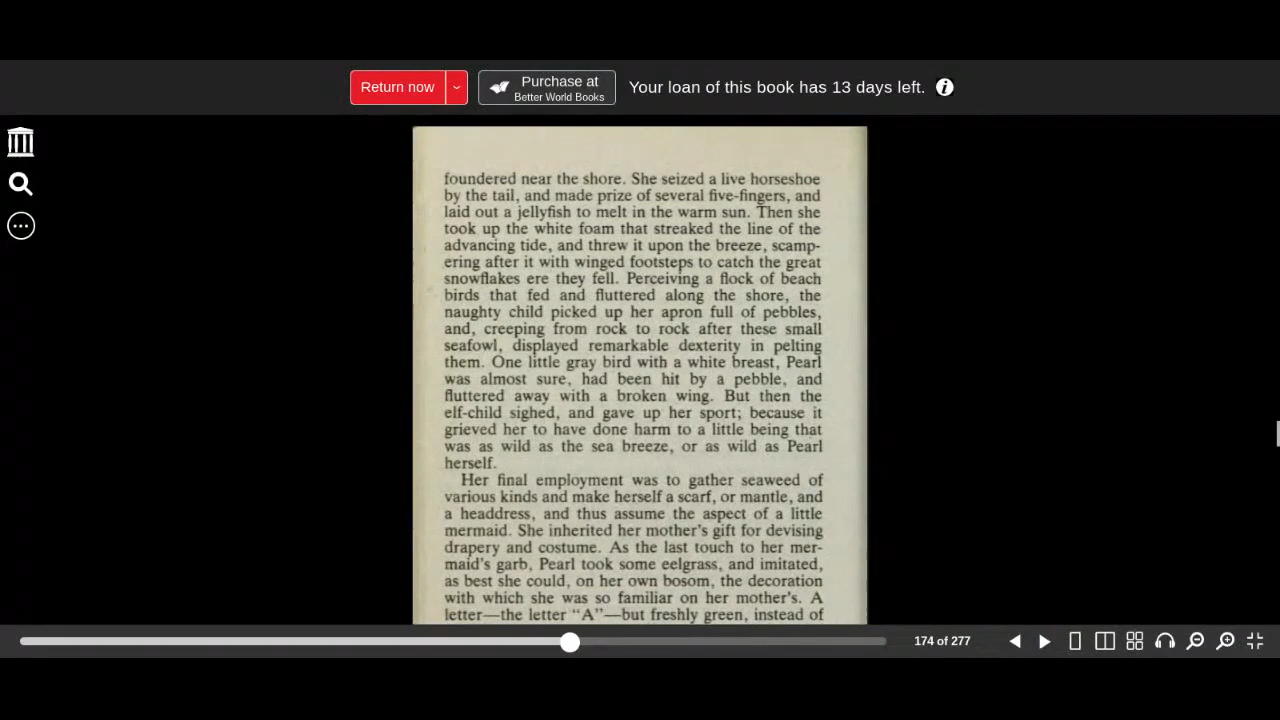 Return now
Purchase at
Better World Books
Your loan of this book has 13 days left.
foundered near the shore. She seized a live horseshoe
by the tail, and made prize of several five-fingers, and
laid out a jellyfish to melt in the warm sun. Then she
took up the white foam that streaked the line of the
advancing tide, and threw it upon the breeze, scamp-
ering after it with winged footsteps to catch the great
snowflakes ere they fell. Perceiving a flock of beach
birds that fed and fluttered along the shore, the
naughty child picked up her apron full of pebbles,
and, creeping from rock to rock after these small
seafowl, displayed remarkable dexterity in pelting
them. One little gray bird with a white breast, Pearl
was almost sure, had been hit by a pebble, and
fluttered away with a broken wing. But then the
elf-child sighed, and gave up her sport; because it
grieved her to have done harm to a little being that
was as wild as the sea breeze, or as wild as Pearl
herself.
Her final employment was to gather seaweed of
various kinds and make herself a scarf, or mantle, and
a headdress, and thus assume the aspect of a little
mermaid. She inherited her mother's gift for devising
drapery and costume. As the last touch to her mer-
maid's garb, Pearl took some eelgrass, and imitated,
as best she could, on her own bosom, the decoration
with which she was so familiar on her mother's. A
letter—the letter "A"—but freshly green, instead of
174 of 277